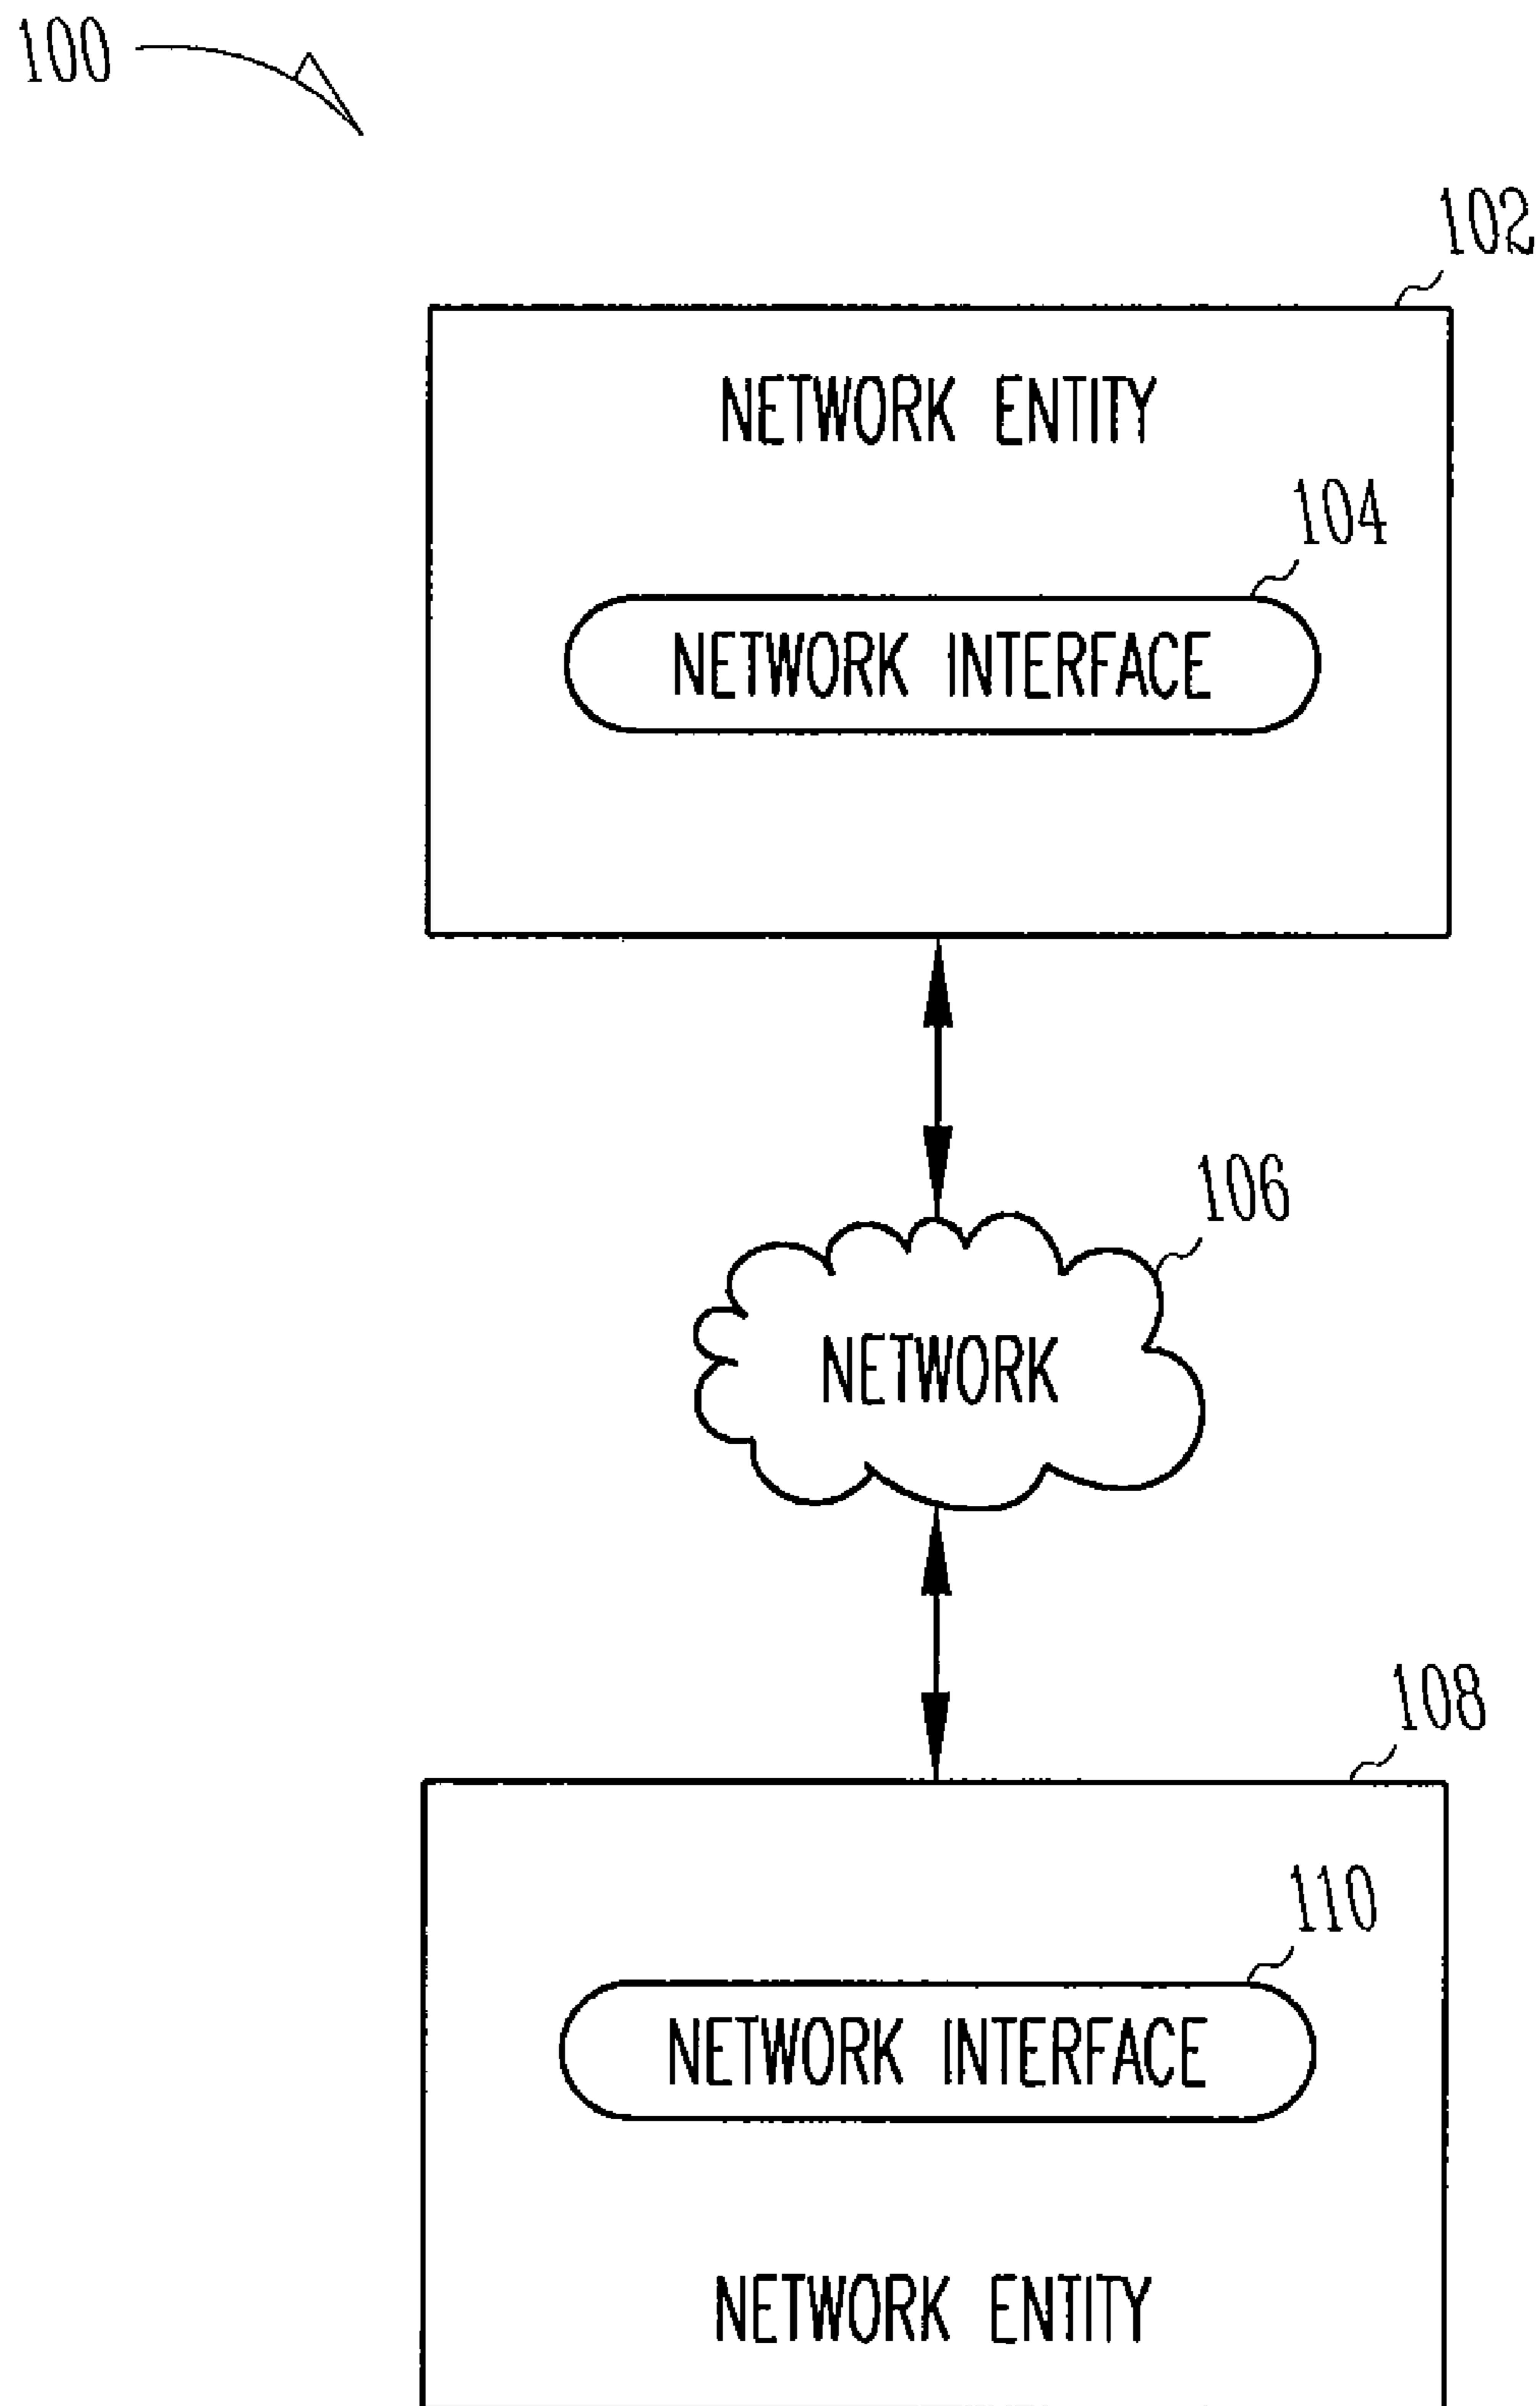 100
102
NETWORK ENTITY
104
NETWORK INTERFACE
106
NETWORK
108
110
NETWORK INTERFACE
NETWORK ENTITY